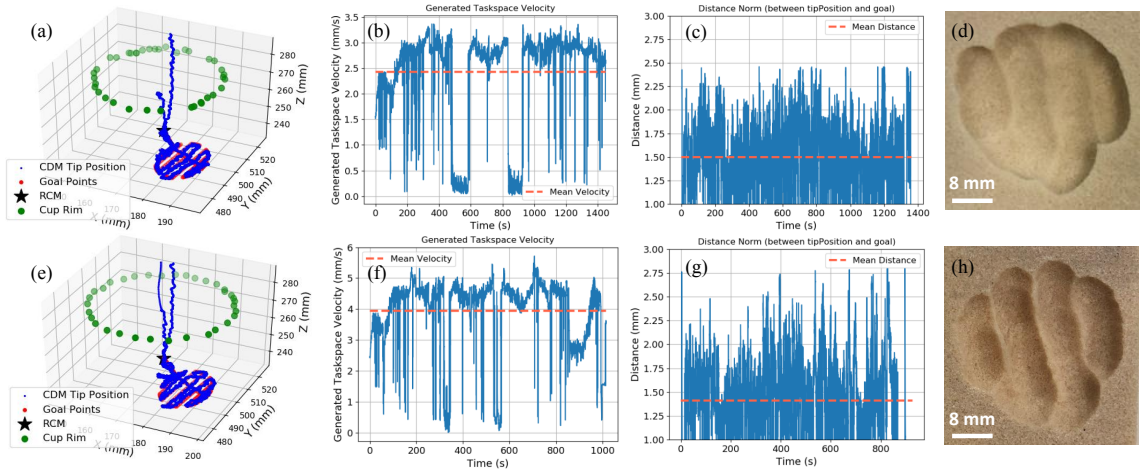 (a)
280
270
260
250
240
Z (mm)
520
510
500
490
480
Y (mm)
160
170
180
190
X (mm)
CDM Tip Position
Goal Points
RCM
Cup Rim
(b)
Generated Taskspace Velocity
Generated Taskspace Velocity (mm/s)
3.5
3.0
2.5
2.0
1.5
1.0
0.5
0.0
Mean Velocity
0 200 400 600 800 1000 1200 1400
Time (s)
(c)
Distance Norm (between tipPosition and goal)
Mean Distance
Distance (mm)
3.00
2.75
2.50
2.25
2.00
1.75
1.50
1.25
1.00
0 200 400 600 800 1000 1200 1400
Time (s)
(d)
8 mm
(e)
280
270
260
250
240
Z (mm)
520
510
500
490
480
Y (mm)
160
170
180
190
200
X (mm)
CDM Tip Position
Goal Points
RCM
Cup Rim
(f)
Generated Taskspace Velocity
Mean Velocity
Generated Taskspace Velocity (mm/s)
6
5
4
3
2
1
0
0 200 400 600 800 1000
Time (s)
(g)
Distance Norm (between tipPosition and goal)
Mean Distance
Distance (mm)
3.00
2.75
2.50
2.25
2.00
1.75
1.50
1.25
1.00
0 200 400 600 800
Time (s)
(h)
8 mm